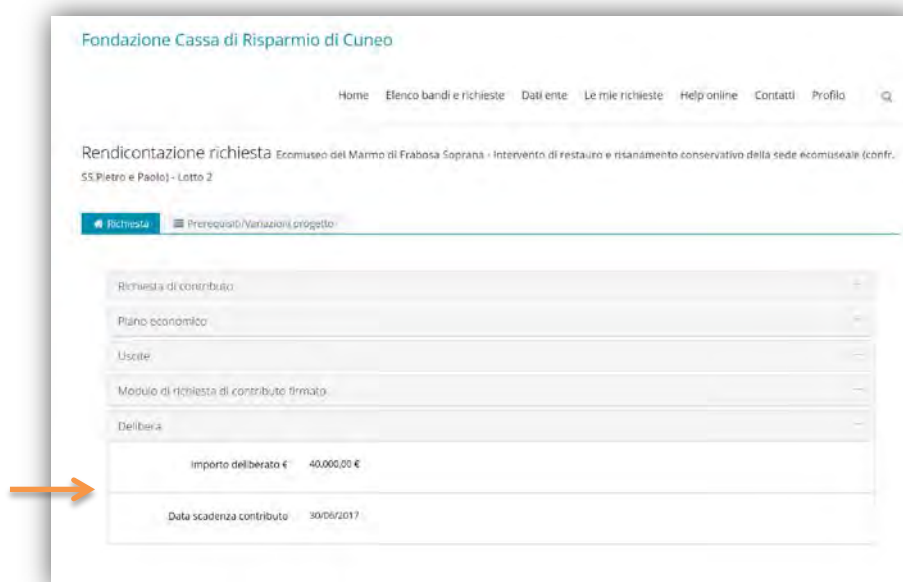 Fondazione Cassa di Risparmio di Cuneo
Home Elenco bandi e richieste Dati ente Le mie richieste Help online Contatti Profilo
Rendicontazione richiesta Ecomuseo del Marmo di Frabosa Soprana - Intervento di restauro e risanamento conservativo della sede ecomuseale (confr.
SS.Pietro e Paolo) - Lotto 2
Richiesta Prerequisiti/Variazioni progetto
Richiesta di contributo
Piano economico
Uscite
Modulo di richiesta di contributo firmato
Delibera
Importo deliberato € 40.000,00 €
Data scadenza contributo 30/06/2017